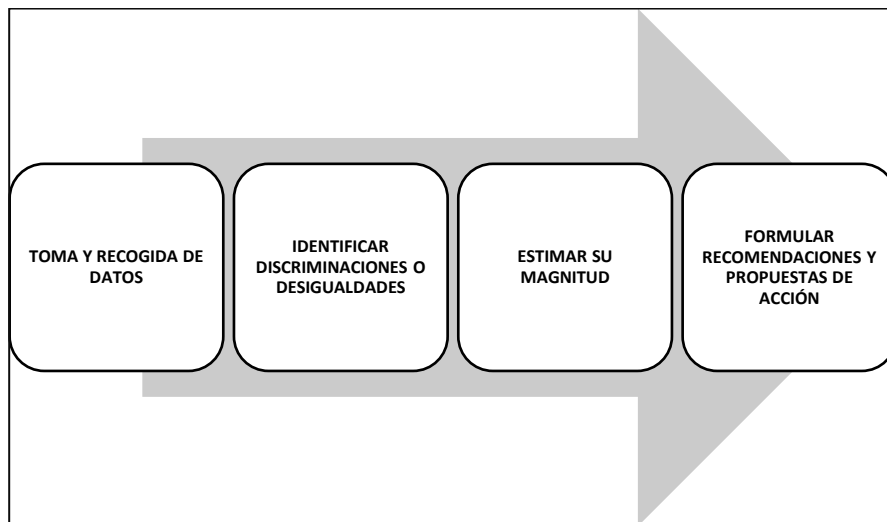 TOMA Y RECOGIDA DE
DATOS
IDENTIFICAR
DISCRIMINACIONES O
DESIGUALDADES
ESTIMAR SU
MAGNITUD
FORMULAR
RECOMENDACIONES Y
PROPUESTAS DE
ACCIÓN